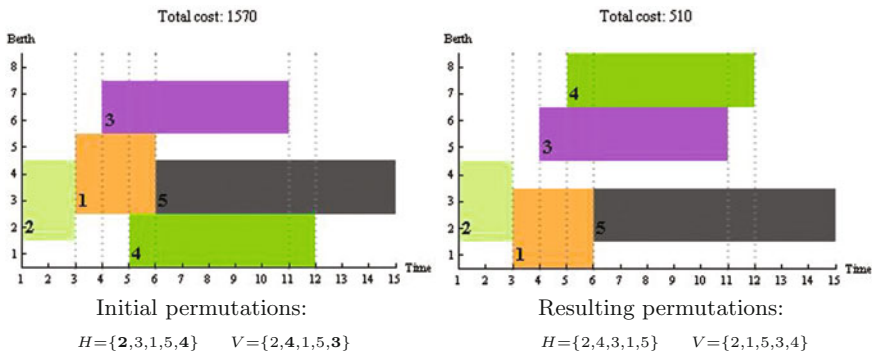 Total cost: 1570
Berth
8
7
6
5
4
3
2
1
3
1
5
2
4
1 2 3 4 5 6 7 8 9 10 11 12 13 14 15 Time
Initial permutations:
H={2,3,1,5,4} V={2,4,1,5,3}
Total cost: 510
Berth
8
7
6
5
4
3
2
1
4
3
5
2
1
1 2 3 4 5 6 7 8 9 10 11 12 13 14 15 Time
Resulting permutations:
H={2,4,3,1,5} V={2,1,5,3,4}